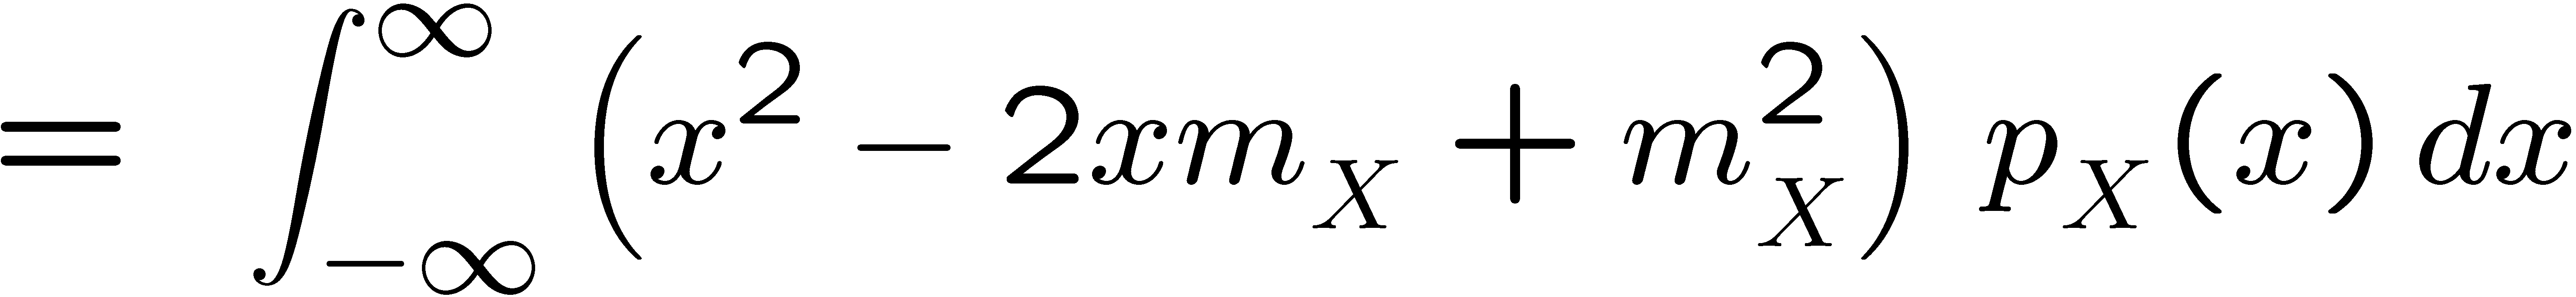 = ∫_{-∞}^{∞} (x² − 2xm_X + m_X²) p_X(x) dx